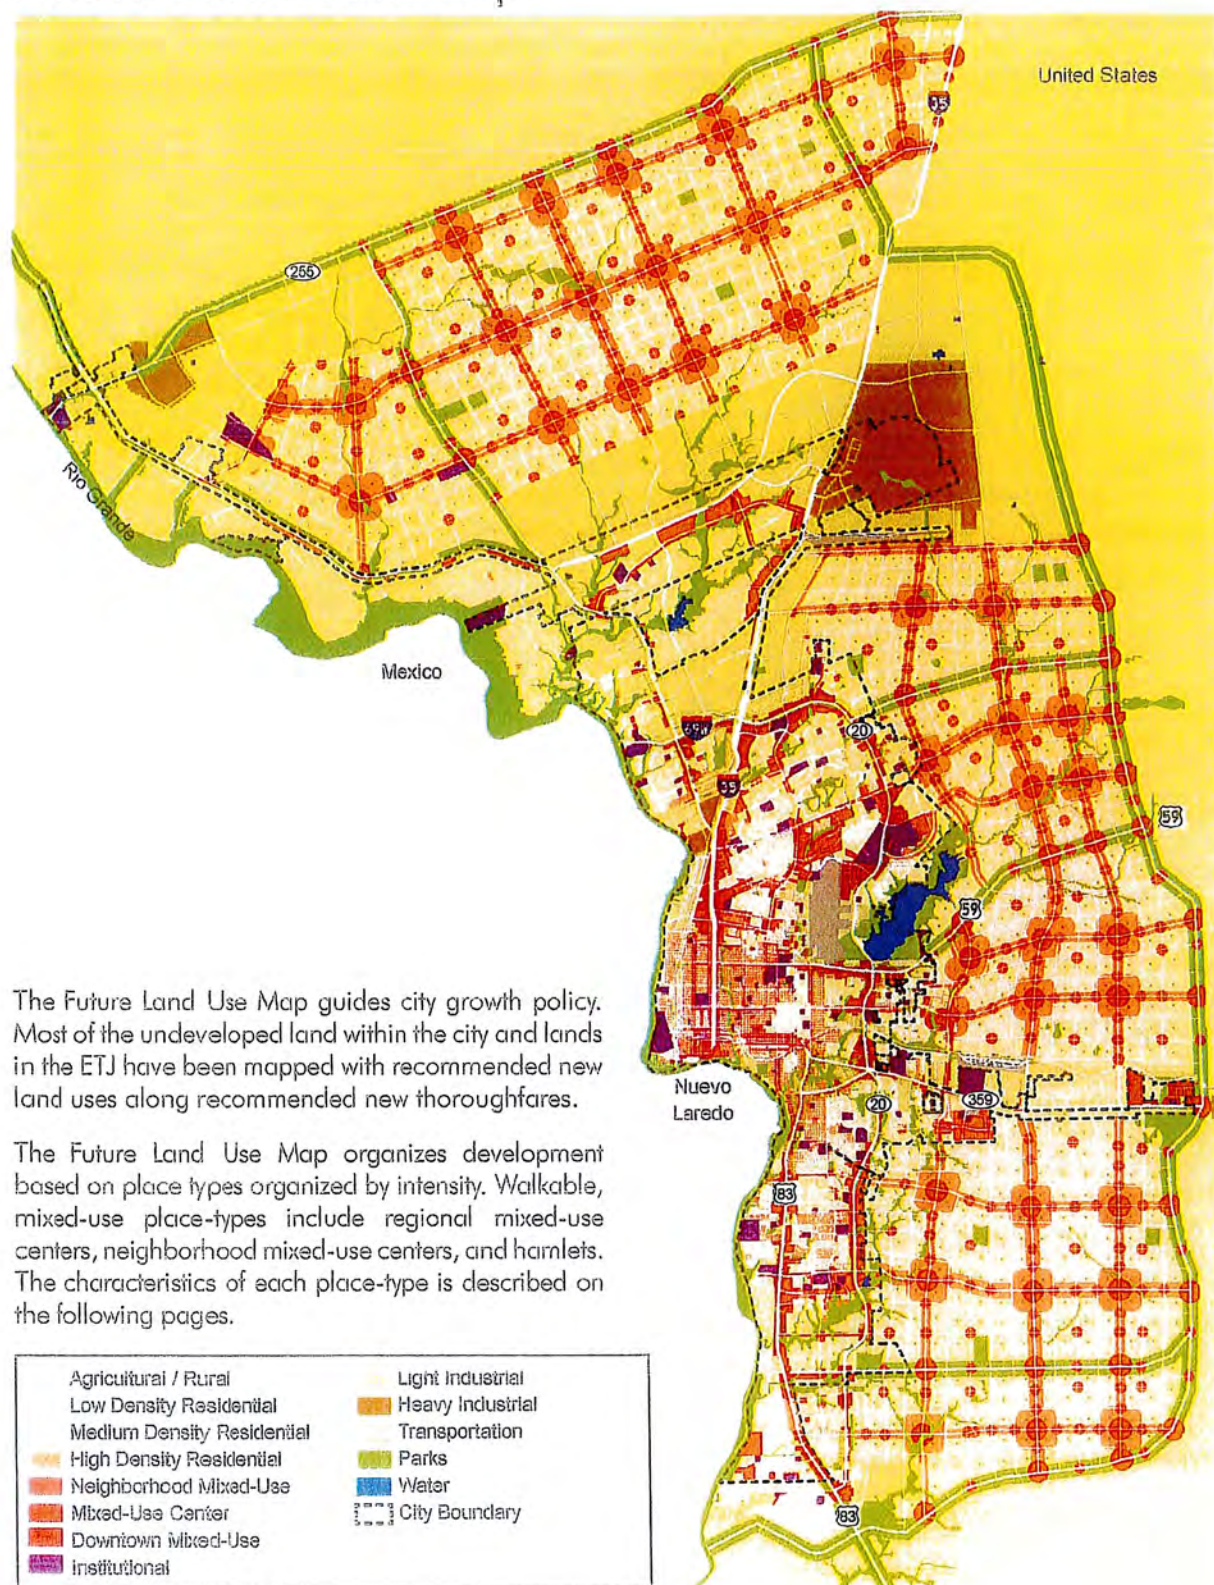 United States
35
255
Rio Grande
Mexico
20
35
59
59
The Future Land Use Map guides city growth policy.
Most of the undeveloped land within the city and lands
in the ETJ have been mapped with recommended new
land uses along recommended new thoroughfares.
Nuevo
Laredo
20
359
The Future Land Use Map organizes development
based on place types organized by intensity. Walkable,
mixed-use place-types include regional mixed-use
centers, neighborhood mixed-use centers, and hamlets.
The characteristics of each place-type is described on
the following pages.
83
83
Agricultural / Rural
Low Density Residential
Medium Density Residential
High Density Residential
Neighborhood Mixed-Use
Mixed-Use Center
Downtown Mixed-Use
Institutional
Light Industrial
Heavy Industrial
Transportation
Parks
Water
City Boundary